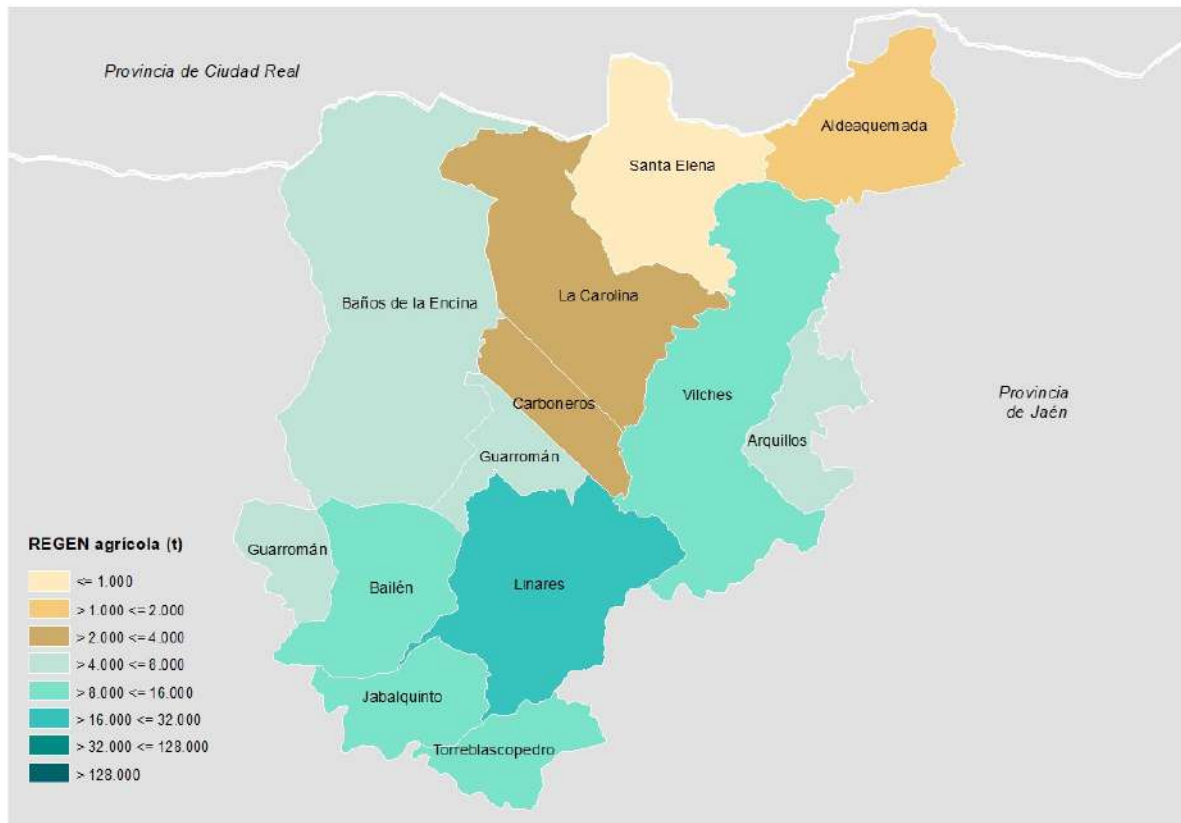 Provincia de Ciudad Real
Aldeaquemada
Santa Elena
Baños de la Encina
La Carolina
Vilches
Provincia
de Jaén
Carboneros
Arquillos
Guarromán
Guarromán
Bailén
Linares
Jabalquinto
Torreblascopedro
REGEN agrícola (t)
<= 1.000
> 1.000 <= 2.000
> 2.000 <= 4.000
> 4.000 <= 8.000
> 8.000 <= 16.000
> 16.000 <= 32.000
> 32.000 <= 128.000
> 128.000